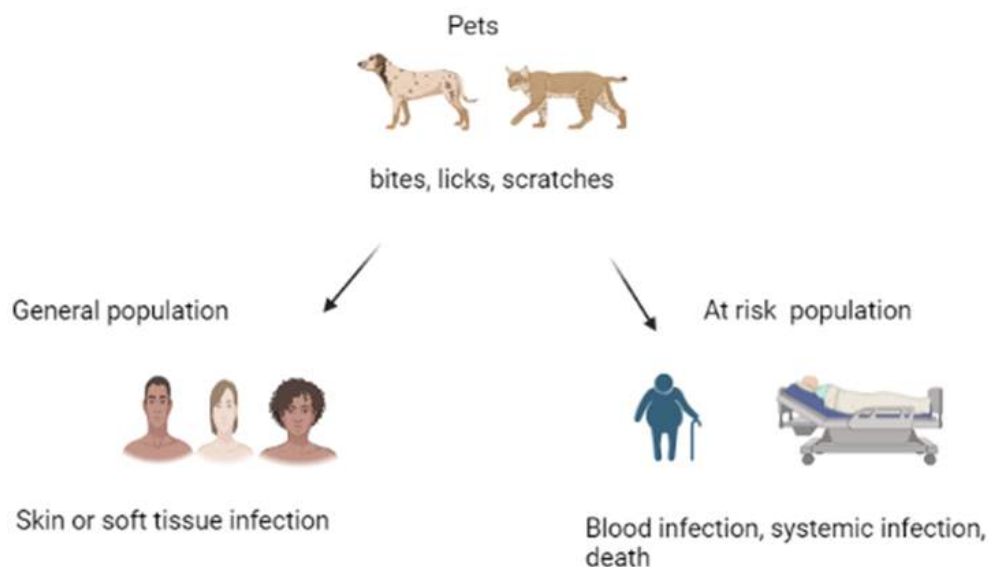 Pets
bites, licks, scratches
General population
At risk population
Skin or soft tissue infection
Blood infection, systemic infection,
death